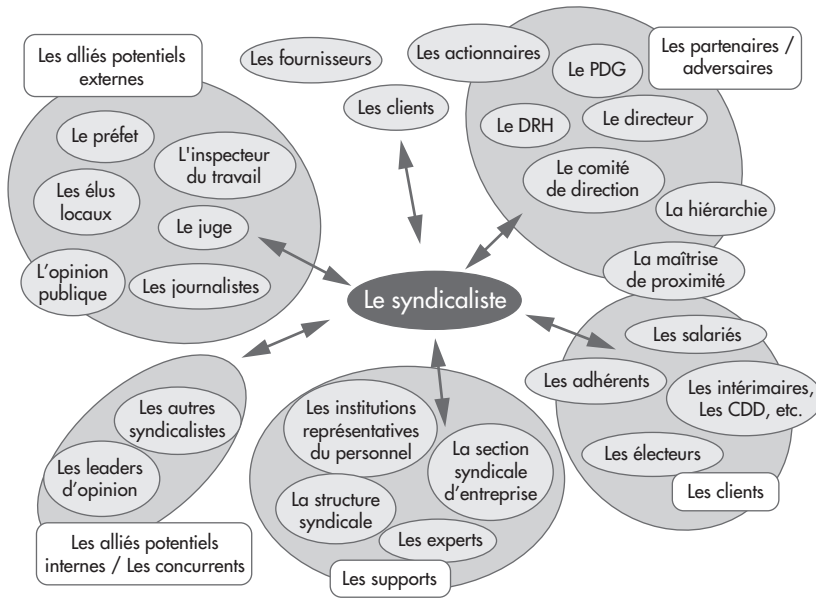 Les alliés potentiels
externes
Le préfet
L'inspecteur
du travail
Les élus
locaux
Le juge
L'opinion
publique
Les journalistes
Les fournisseurs
Les clients
Les actionnaires
Les partenaires /
adversaires
Le PDG
Le DRH
Le directeur
Le comité
de direction
La hiérarchie
La maîtrise
de proximité
Le syndicaliste
Les salariés
Les adhérents
Les intérimaires,
Les CDD, etc.
Les électeurs
Les clients
Les autres
syndicalistes
Les leaders
d'opinion
Les alliés potentiels
internes / Les concurrents
Les institutions
représentatives
du personnel
La section
syndicale
d'entreprise
La structure
syndicale
Les experts
Les supports